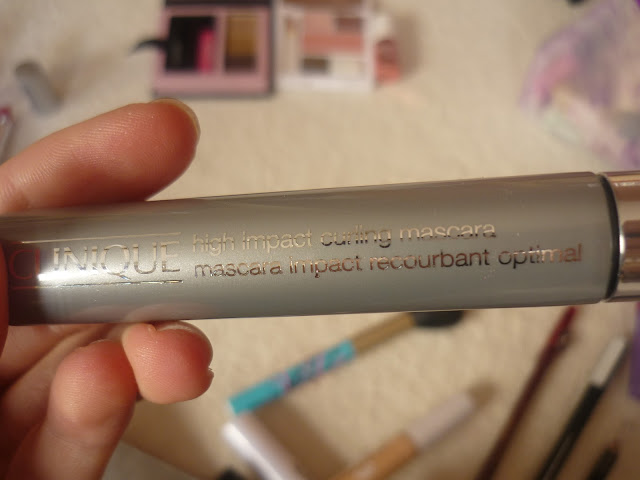 CLINIQUE
high impact curling mascara
mascara impact recourbant optimal